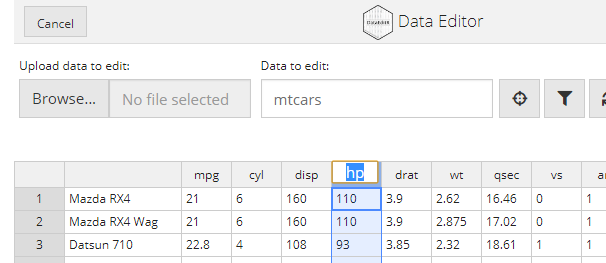 Cancel
DataEditR
Data Editor
Upload data to edit:
Data to edit:
Browse...
No file selected
mtcars
mpg cyl disp hp drat wt qsec vs
1 Mazda RX4 21 6 160 110 3.9 2.62 16.46 0 1
2 Mazda RX4 Wag 21 6 160 110 3.9 2.875 17.02 0 1
3 Datsun 710 22.8 4 108 93 3.85 2.32 18.61 1 1